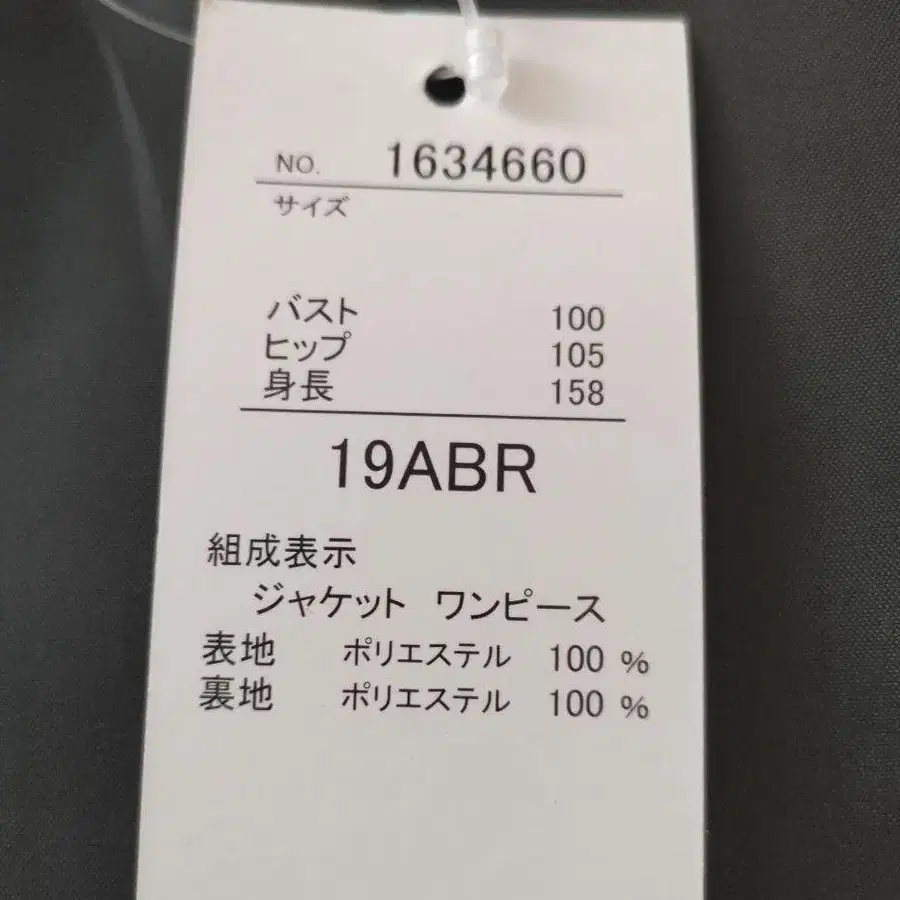 NO. 1634660
サイズ
バスト 100
ヒップ 105
身長 158
19ABR
組成表示
ジャケット ワンピース
表地 ポリエステル 100 %
裏地 ポリエステル 100 %